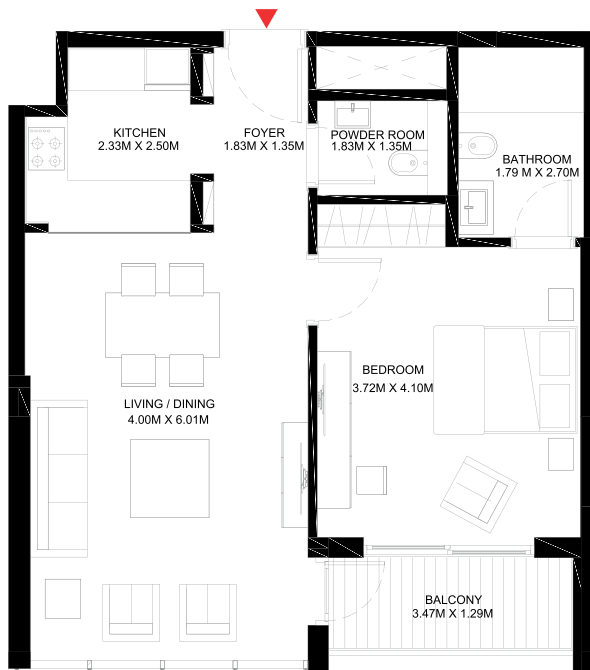 KITCHEN
2.33M X 2.50M
FOYER
1.83M X 1.35M
POWDER ROOM
1.83M X 1.35M
BATHROOM
1.79 M X 2.70M
BEDROOM
3.72M X 4.10M
LIVING / DINING
4.00M X 6.01M
BALCONY
3.47M X 1.29M